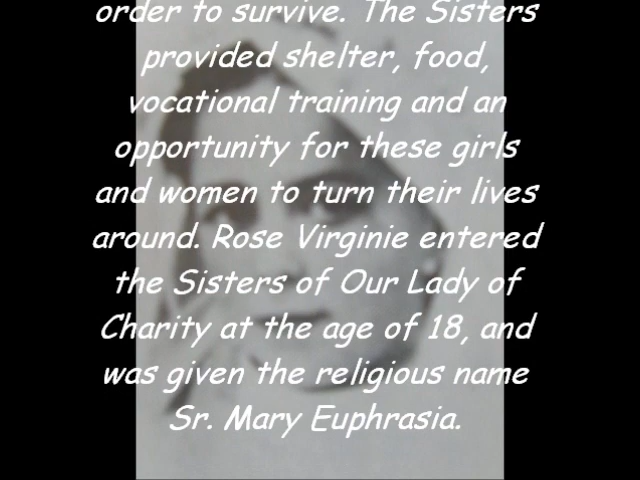 order to survive. The Sisters
provided shelter, food,
vocational training and an
opportunity for these girls
and women to turn their lives
around. Rose Virginie entered
the Sisters of Our Lady of
Charity at the age of 18, and
was given the religious name
Sr. Mary Euphrasia.